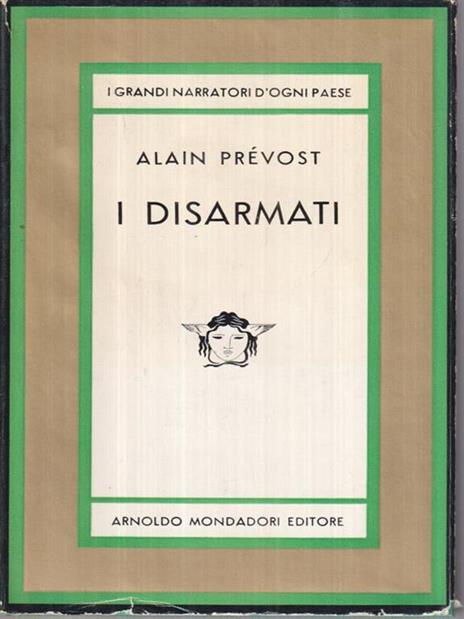 I GRANDI NARRATORI D'OGNI PAESE
ALAIN PRÉVOST
I DISARMATI
ARNOLDO MONDADORI EDITORE